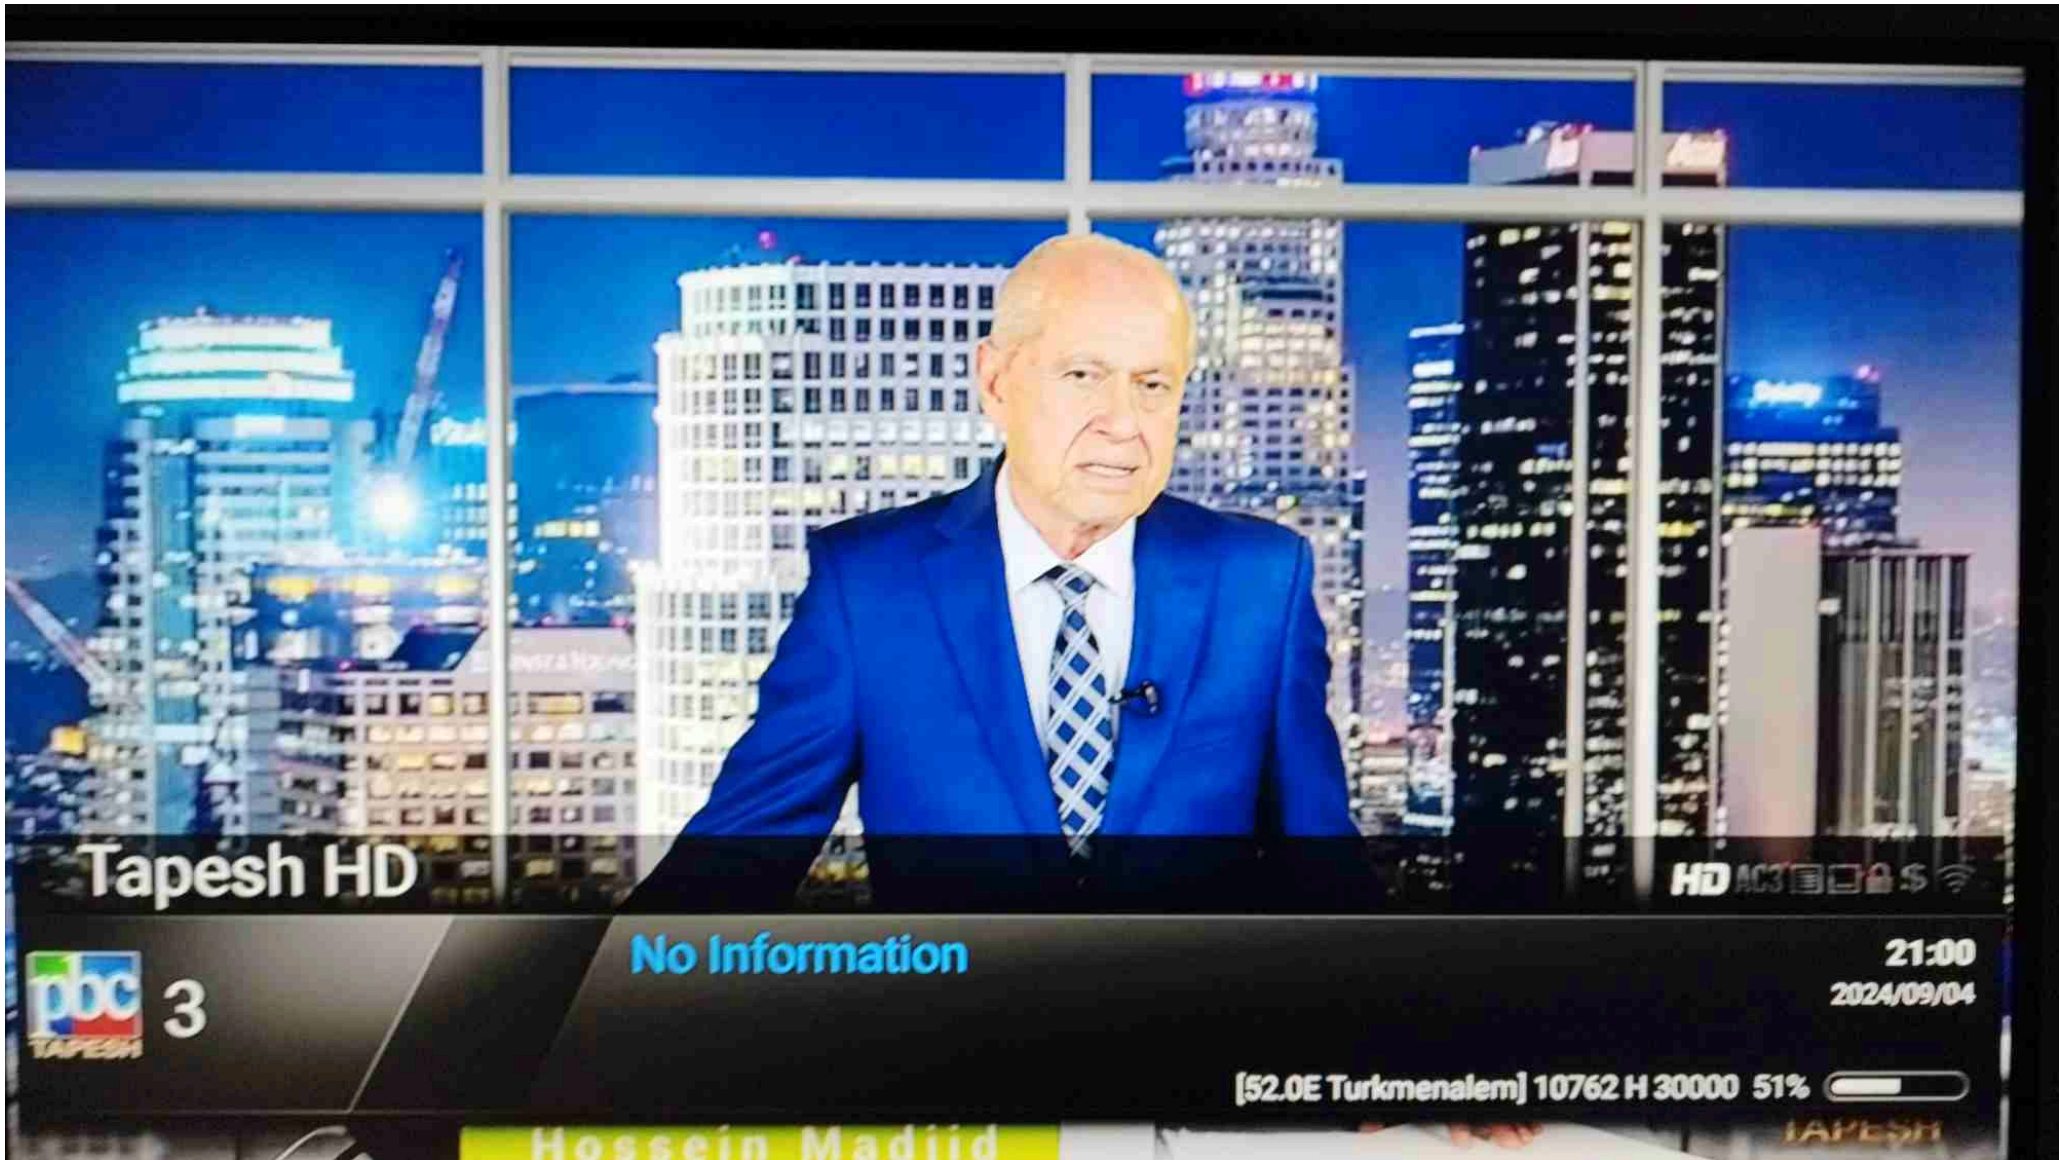 Tapesh HD
HD AC3 $
pbc
TAPESH
3
No Information
21:00
2024/09/04
[52.0E Turkmenalem] 10762 H 30000 51%
Hossein Madjid
TAPESH